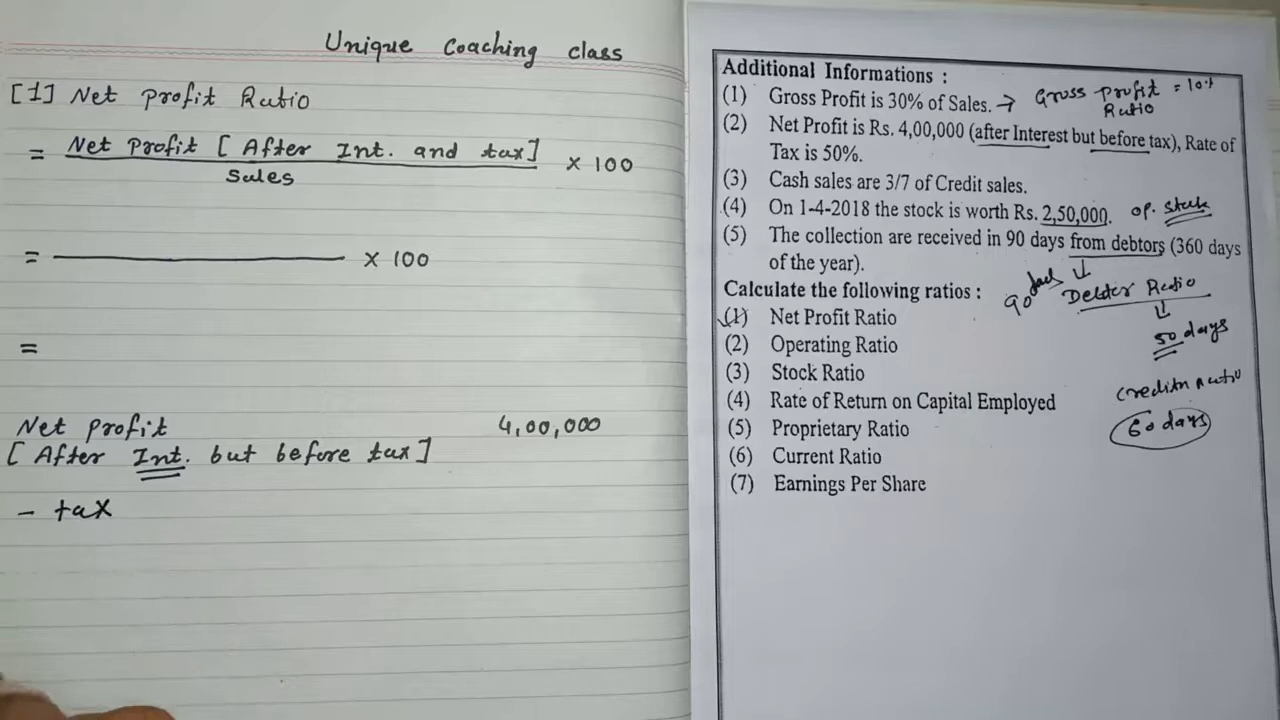 Unique Coaching class
[1] Net Profit Ratio
= Net Profit [ After Int. and tax ] × 100
Sales
= × 100
=
Net Profit 4,00,000
[ After Int. but before tax ]
- tax
Additional Informations :
(1) Gross Profit is 30% of Sales. → Gross Profit Ratio = 10%
(2) Net Profit is Rs. 4,00,000 (after Interest but before tax), Rate of
Tax is 50%.
(3) Cash sales are 3/7 of Credit sales.
(4) On 1-4-2018 the stock is worth Rs. 2,50,000. op. stock
(5) The collection are received in 90 days from debtors (360 days
of the year).
90
Debtor Ratio
50 days
Calculate the following ratios :
(1) Net Profit Ratio
(2) Operating Ratio
(3) Stock Ratio
(4) Rate of Return on Capital Employed
(5) Proprietary Ratio
(6) Current Ratio
(7) Earnings Per Share
60 days